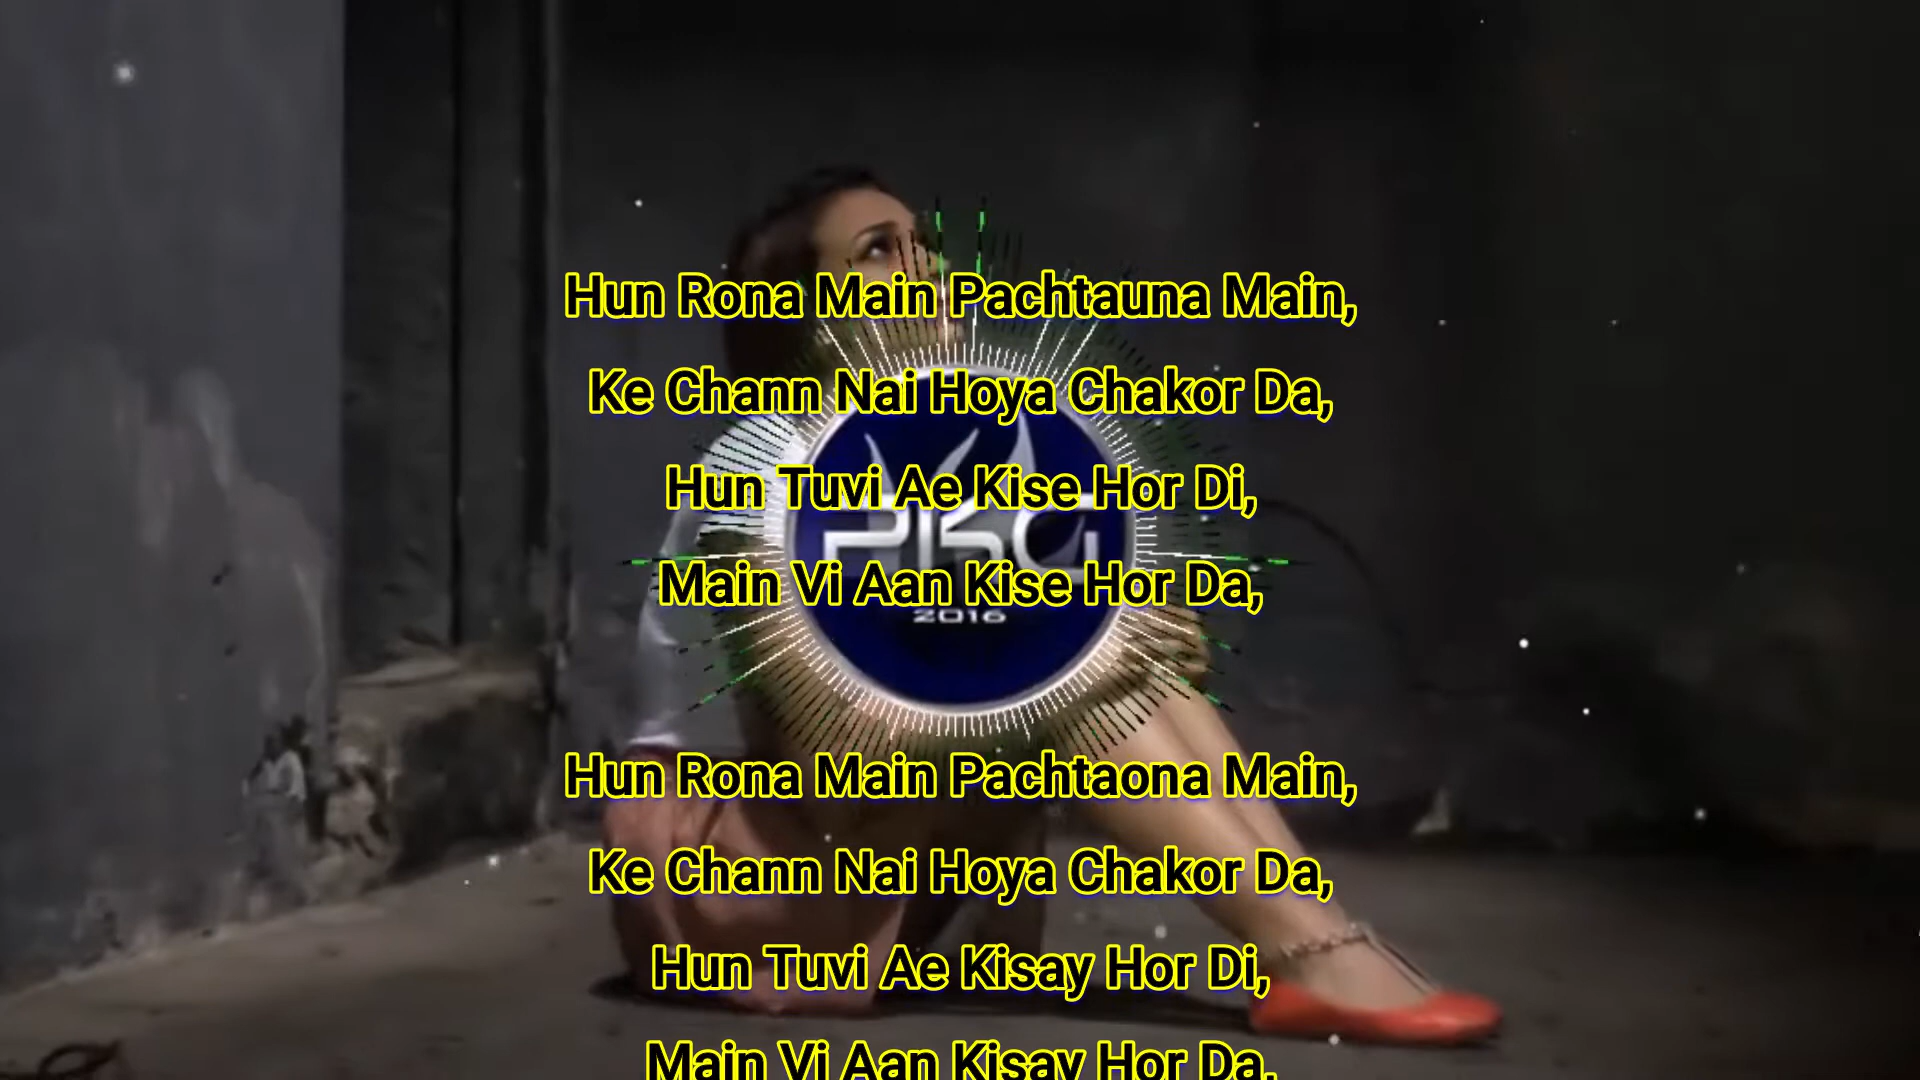 Hun Rona Main Pachtauna Main,
Ke Chann Nai Hoya Chakor Da,
Hun Tuvi Ae Kise Hor Di,
PKG
Main Vi Aan Kise Hor Da,
2016
Hun Rona Main Pachtaona Main,
Ke Chann Nai Hoya Chakor Da,
Hun Tuvi Ae Kisay Hor Di,
Main Vi Aan Kisay Hor Da,